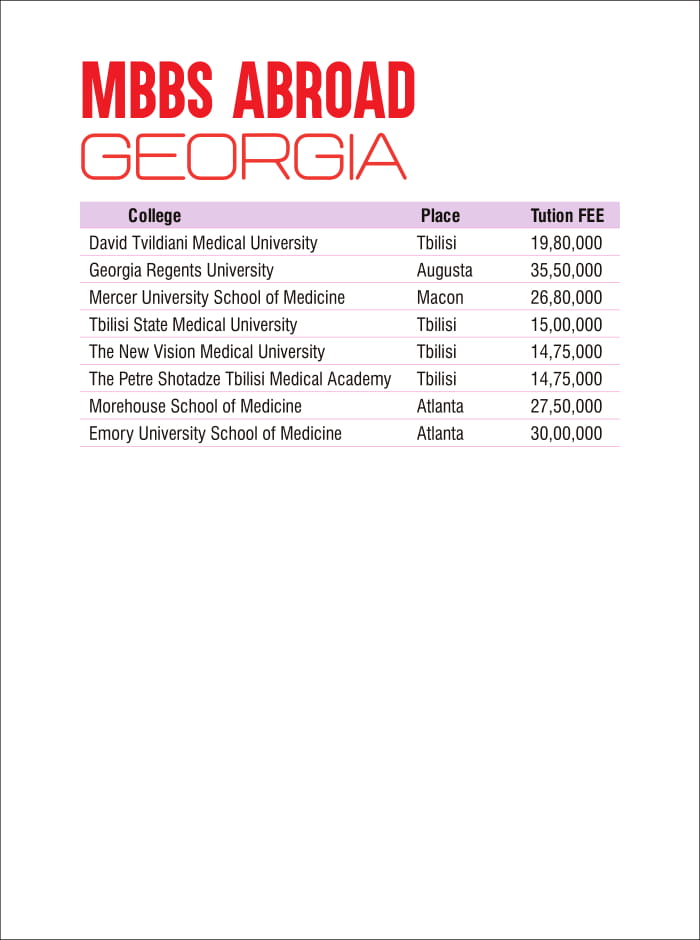 MBBS ABROAD
GEORGIA
College Place Tution FEE
David Tvildiani Medical University Tbilisi 19,80,000
Georgia Regents University Augusta 35,50,000
Mercer University School of Medicine Macon 26,80,000
Tbilisi State Medical University Tbilisi 15,00,000
The New Vision Medical University Tbilisi 14,75,000
The Petre Shotadze Tbilisi Medical Academy Tbilisi 14,75,000
Morehouse School of Medicine Atlanta 27,50,000
Emory University School of Medicine Atlanta 30,00,000